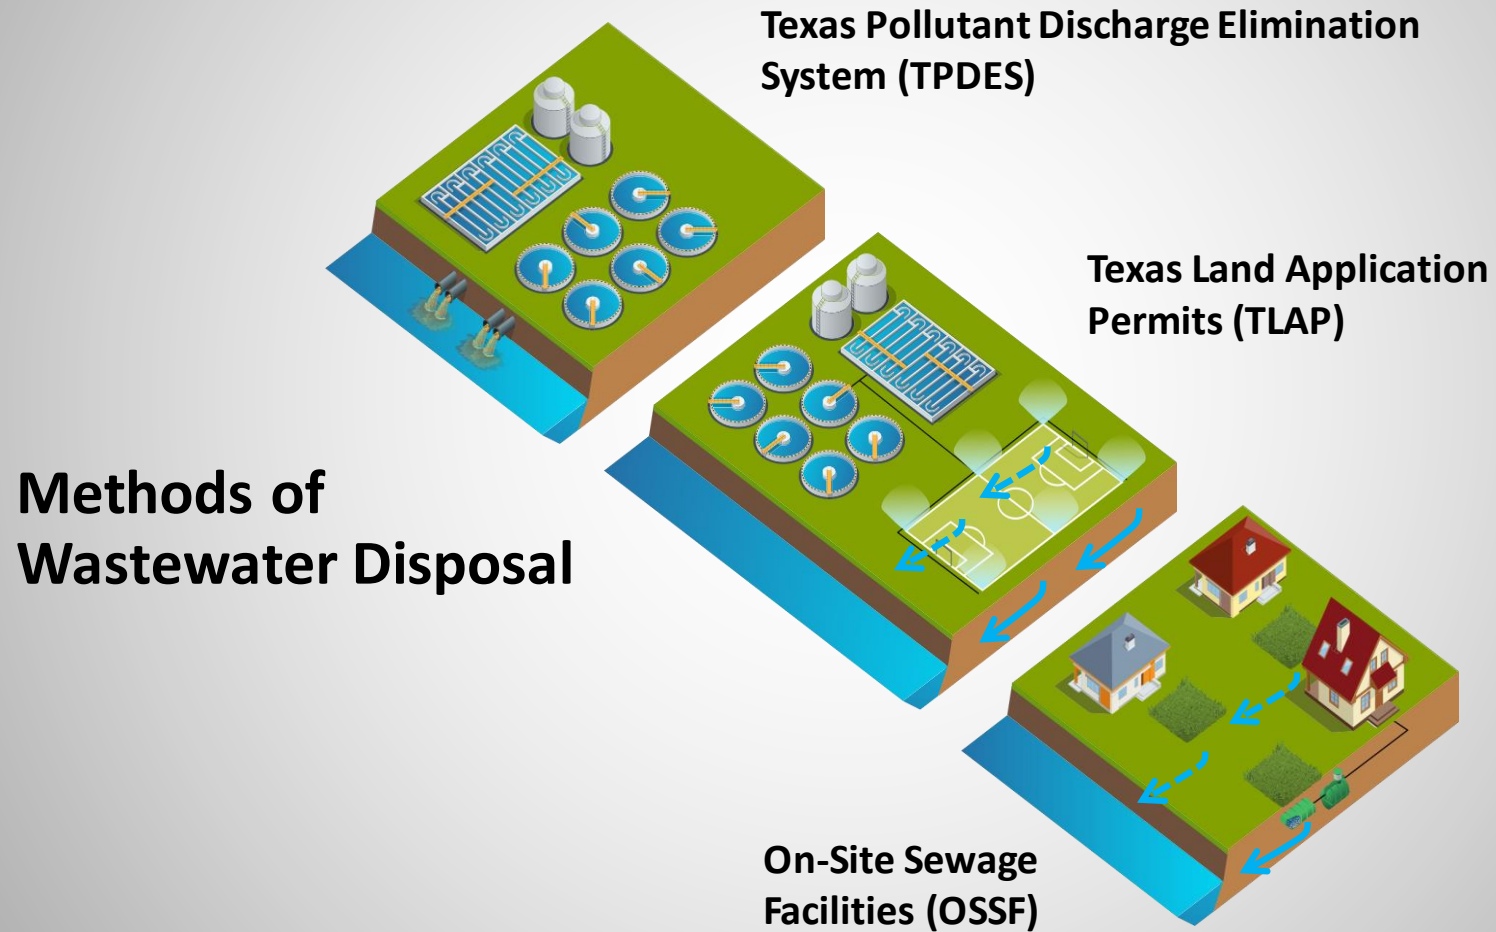 Texas Pollutant Discharge Elimination
System (TPDES)
Texas Land Application
Permits (TLAP)
Methods of
Wastewater Disposal
On-Site Sewage
Facilities (OSSF)